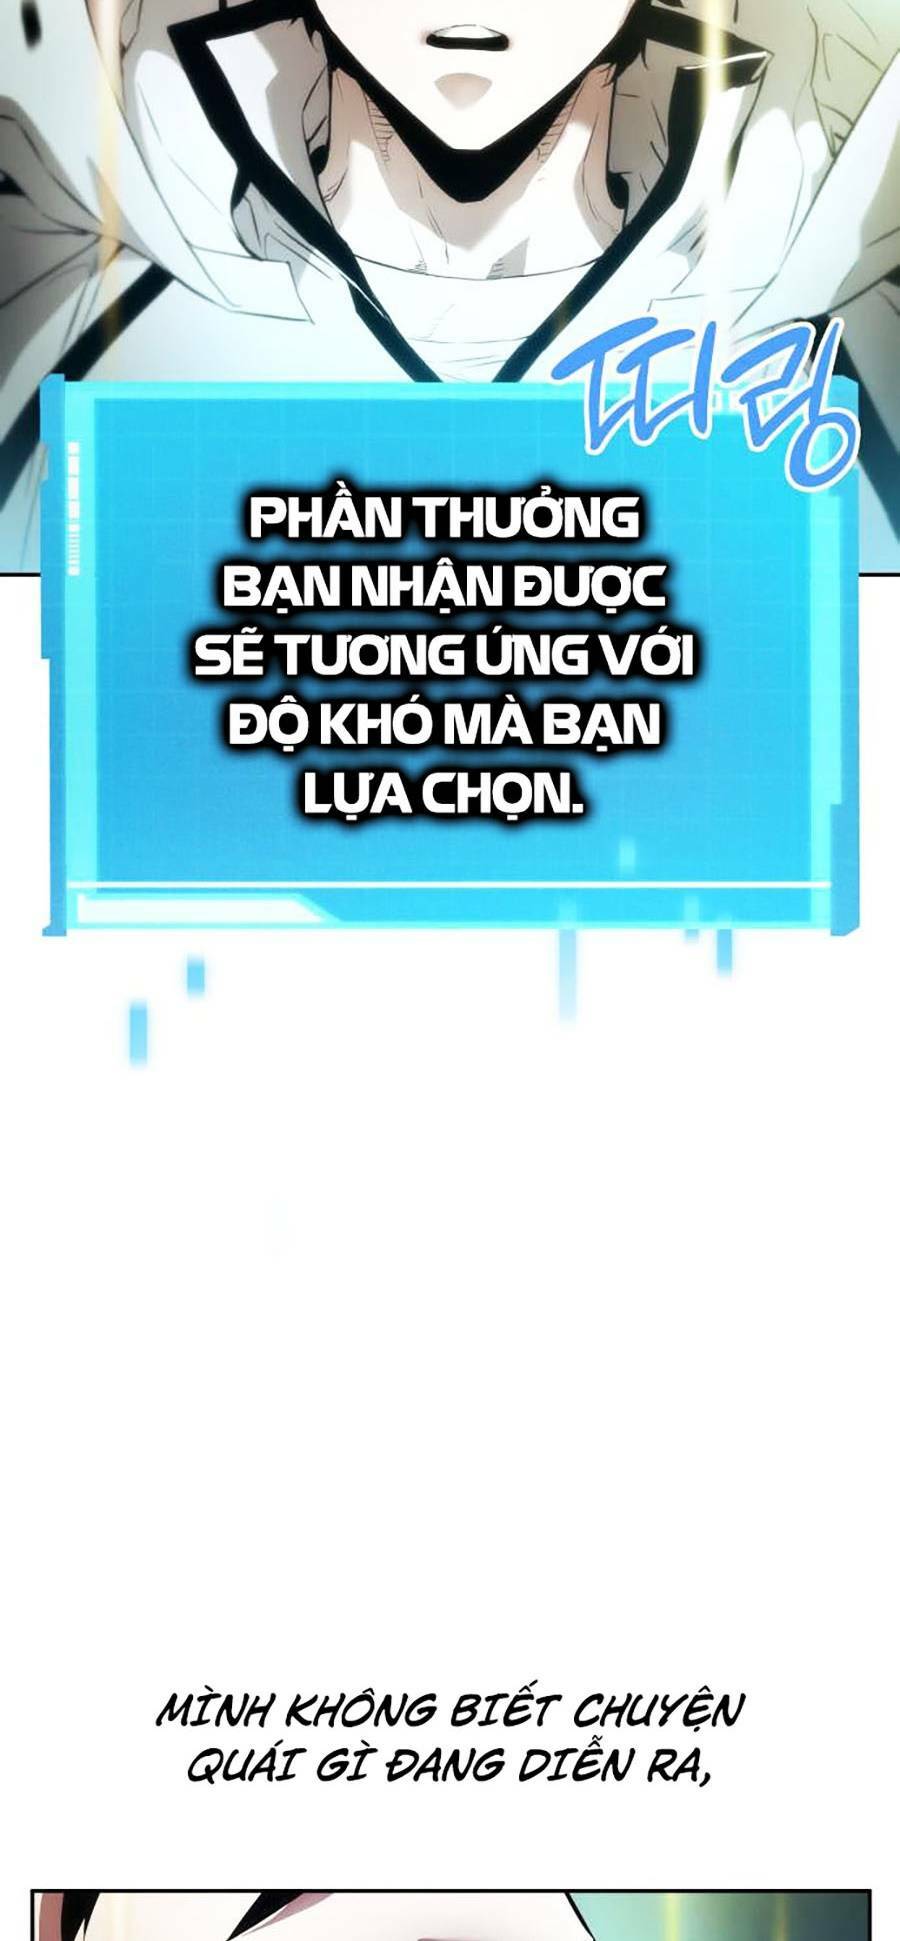 띠링
PHẦN THƯỞNG
BẠN NHẬN ĐƯỢC
SẼ TƯƠNG ỨNG VỚI
ĐỘ KHÓ MÀ BẠN
LỰA CHỌN.
MÌNH KHÔNG BIẾT CHUYỆN
QUÁI GÌ ĐANG DIỄN RA,